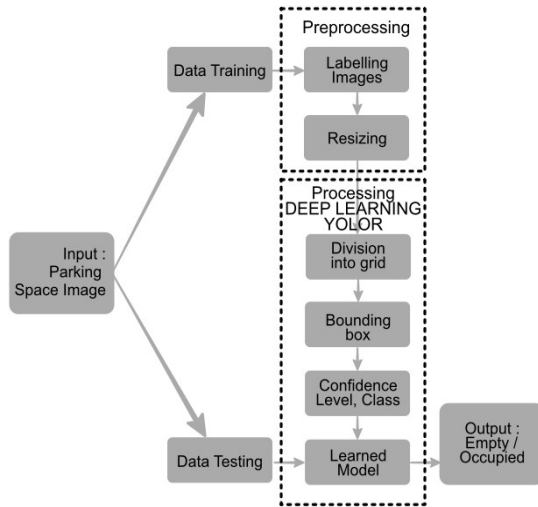 Preprocessing
Data Training
Labelling
Images
Resizing
Processing
DEEP LEARNING
YOLOR
Input :
Parking
Space Image
Division
into grid
Bounding
box
Confidence
Level, Class
Data Testing
Learned
Model
Output :
Empty /
Occupied